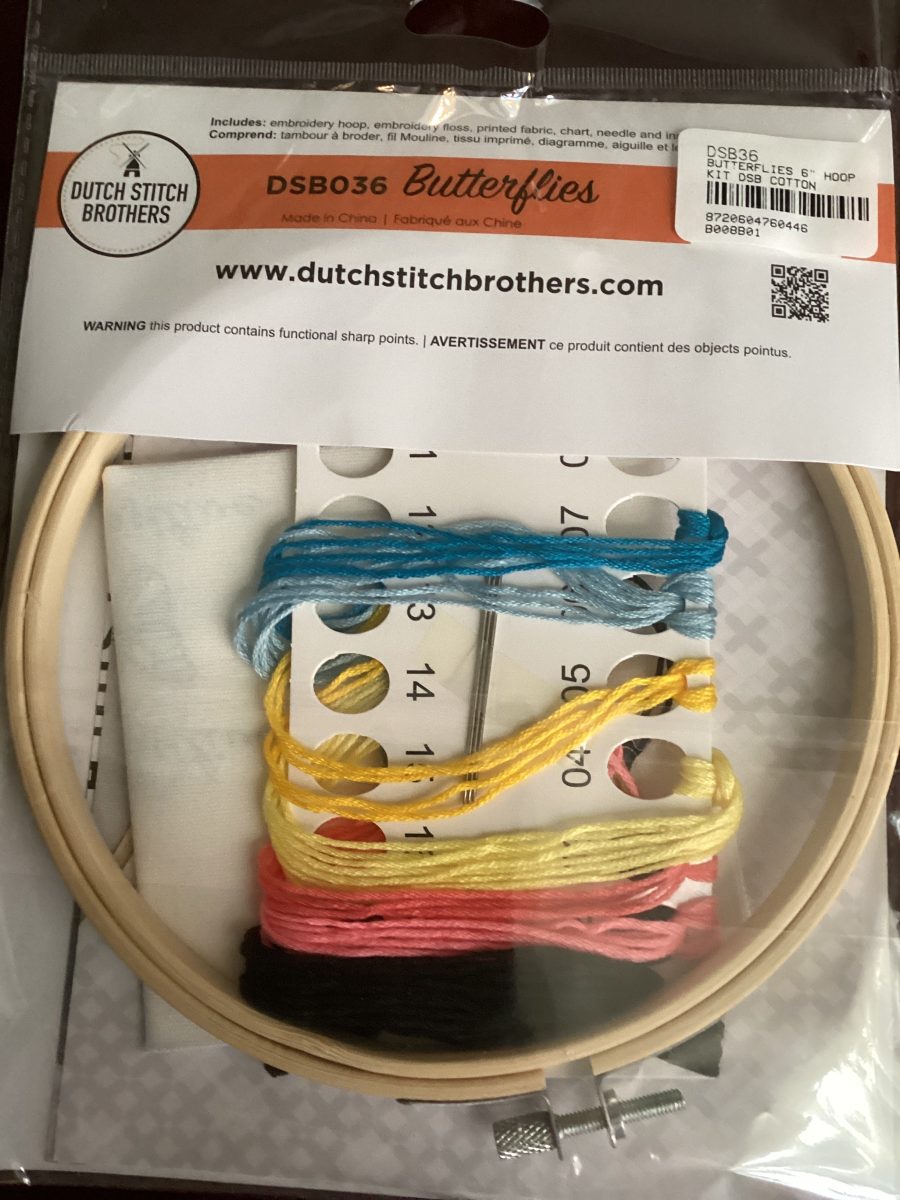 Includes: embroidery hoop, embroidery floss, printed fabric, chart, needle and
Comprend: tambour à broder, fil Mouline, tissu imprimé, diagramme, aiguille et
DUTCH STITCH
BROTHERS
DSB036 Butterflies
Made in China | Fabriqué aux Chine
DSB36
BUTTERFLIES 6" HOOP
KIT DSB COTTON
8720604760446
B008B01
www.dutchstitchbrothers.com
WARNING this product contains functional sharp points. | AVERTISSEMENT ce produit contient des objects pointus.
07
14
05
04